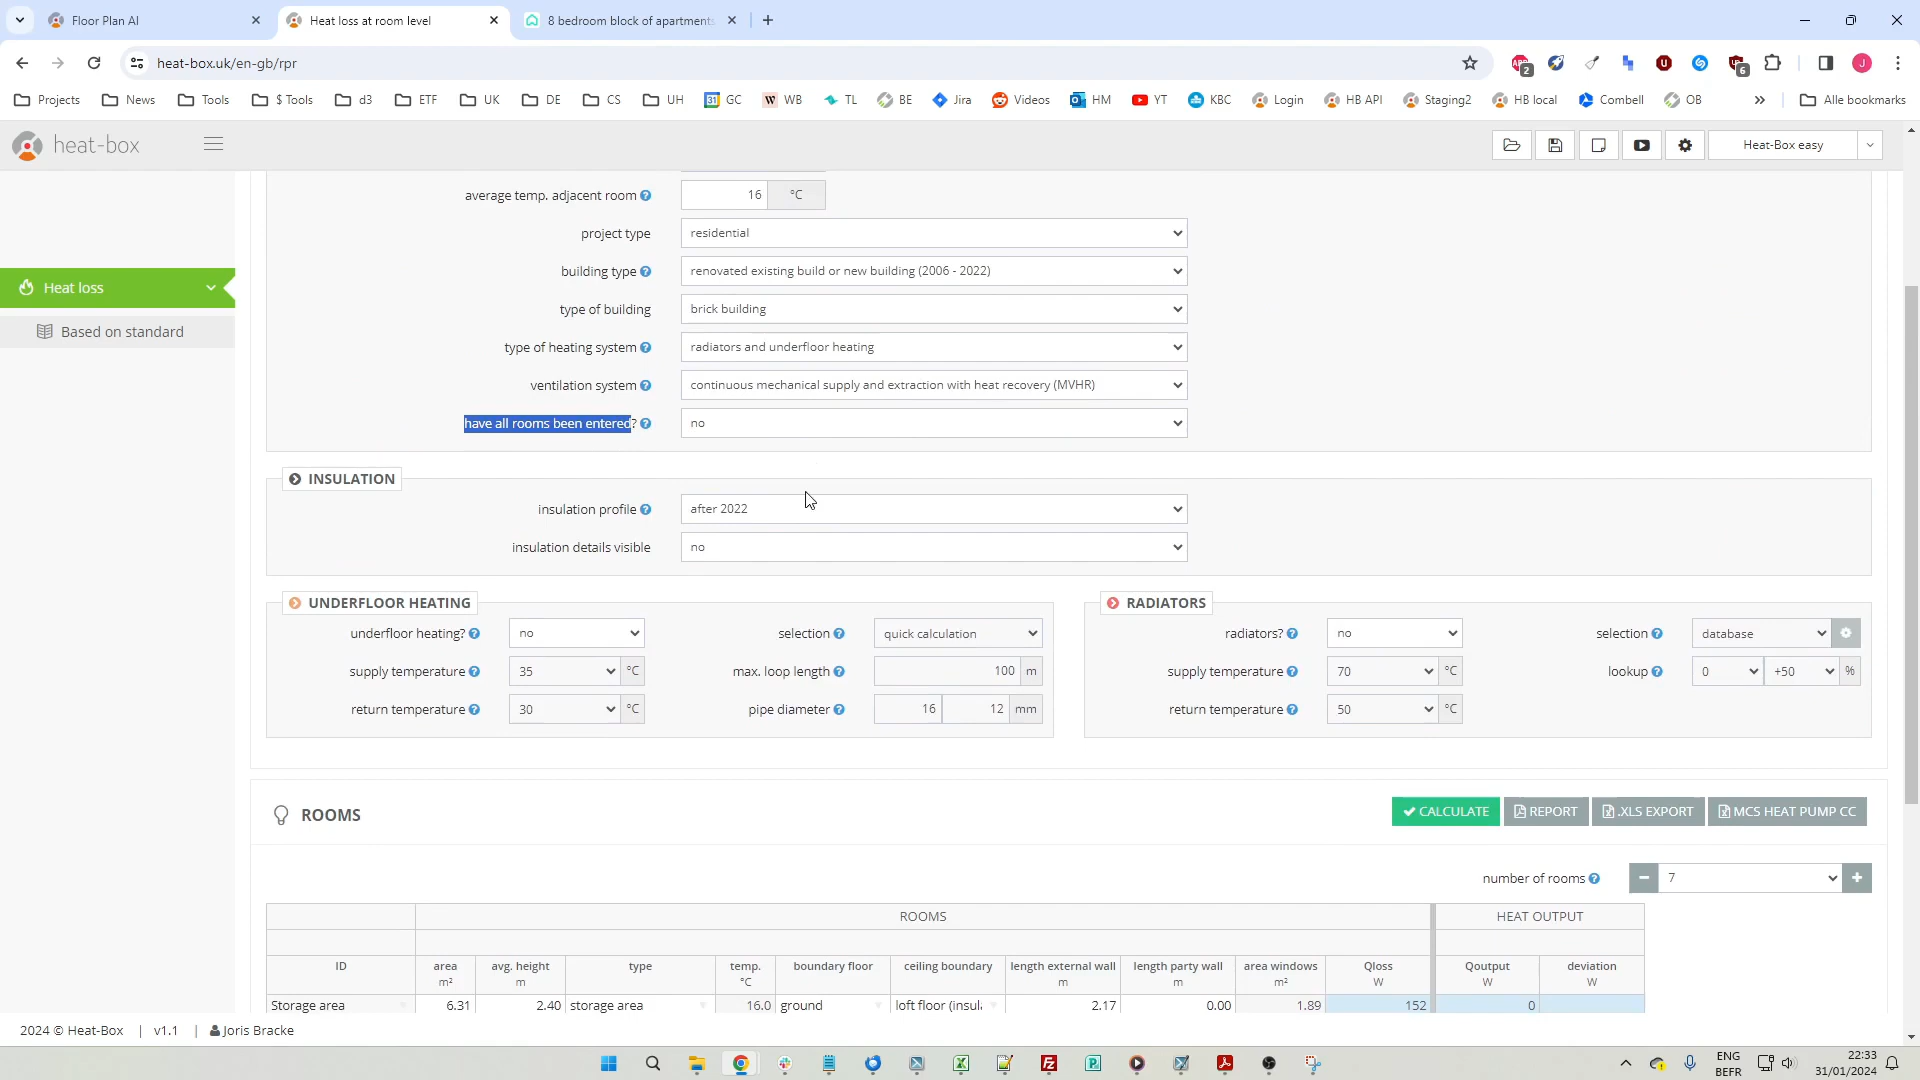 Floor Plan AI
Heat loss at room level
8 bedroom block of apartments
heat-box.uk/en-gb/rpr
2
6
Projects
News
Tools
$ Tools
d3
ETF
UK
DE
CS
UH
GC
WB
TL
BE
Jira
Videos
HM
YT
KBC
Login
HB API
Staging2
HB local
Combell
OB
Alle bookmarks
heat-box
Heat-Box easy
average temp. adjacent room 16 °C
project type residential
Heat loss
building type renovated existing build or new building (2006 - 2022)
Based on standard
type of building brick building
type of heating system radiators and underfloor heating
ventilation system continuous mechanical supply and extraction with heat recovery (MVHR)
have all rooms been entered? no
INSULATION
insulation profile after 2022
insulation details visible no
UNDERFLOOR HEATING
underfloor heating? no selection quick calculation
supply temperature 35 °C max. loop length 100 m
return temperature 30 °C pipe diameter 16 12 mm
RADIATORS
radiators? no selection database
supply temperature 70 °C lookup 0 +50 %
return temperature 50 °C
ROOMS
CALCULATE REPORT .XLS EXPORT MCS HEAT PUMP CC
number of rooms 7
ROOMS HEAT OUTPUT
ID area m² avg. height m type temp. °C boundary floor ceiling boundary length external wall m length party wall m area windows m² Qloss W Qoutput W deviation W
Storage area 6.31 2.40 storage area 16.0 ground loft floor (insul 2.17 0.00 1.89 152 0
2024 © Heat-Box | v1.1 | Joris Bracke
ENG
BEFR
22:33
31/01/2024